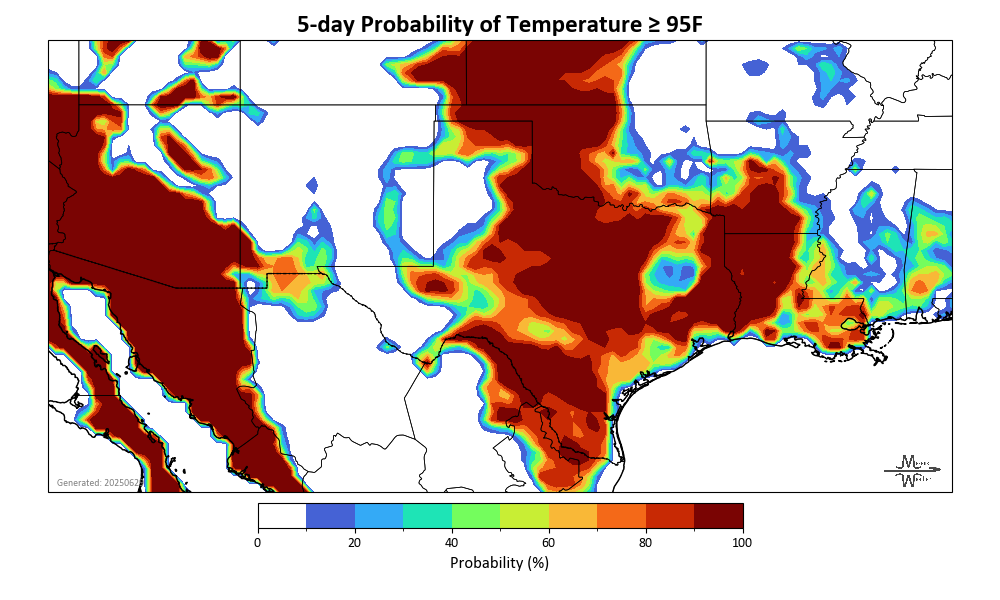 5-day Probability of Temperature ≥ 95F
Generated: 2025062
0 20 40 60 80 100
Probability (%)